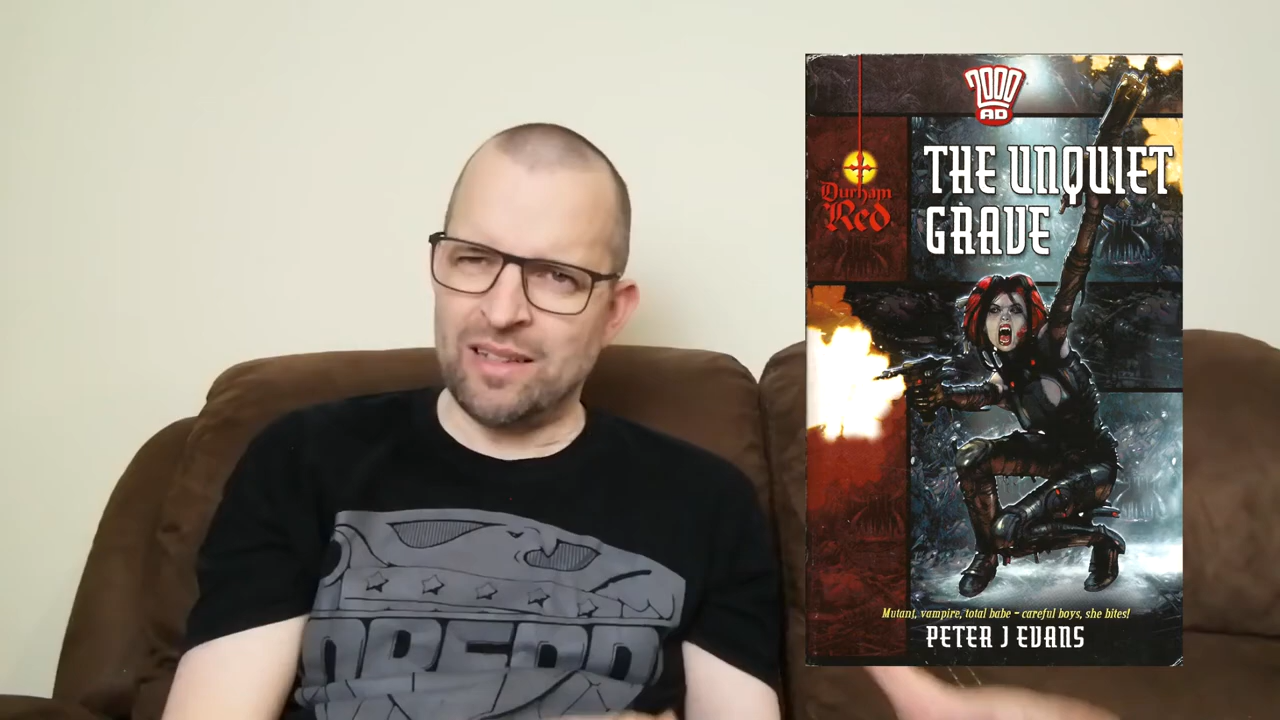 2000
AD
Durham
Red
THE UNQUIET
GRAVE
Mutant, vampire, total babe – careful boys, she bites!
PETER J EVANS
DREDD